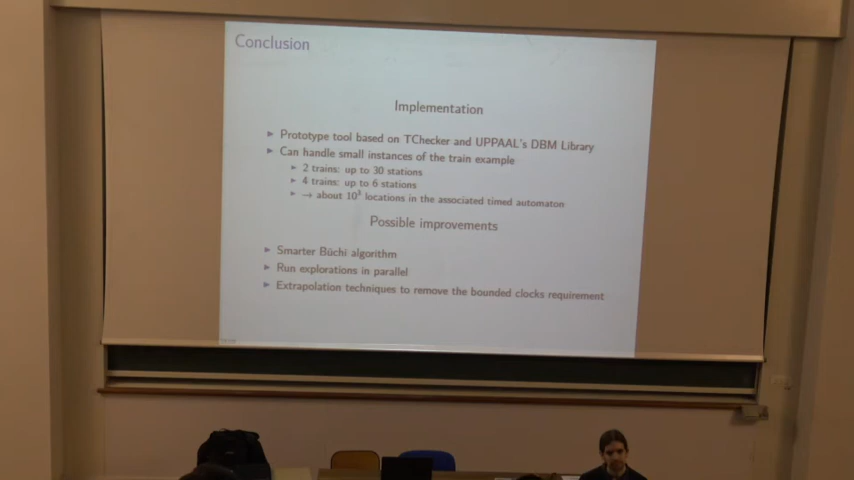 Conclusion
Implementation
Prototype tool based on TChecker and UPPAAL's DBM Library
Can handle small instances of the train example
2 trains: up to 30 stations
4 trains: up to 6 stations
→ about 10³ locations in the associated timed automaton
Possible improvements
Smarter Büchi algorithm
Run explorations in parallel
Extrapolation techniques to remove the bounded clocks requirement